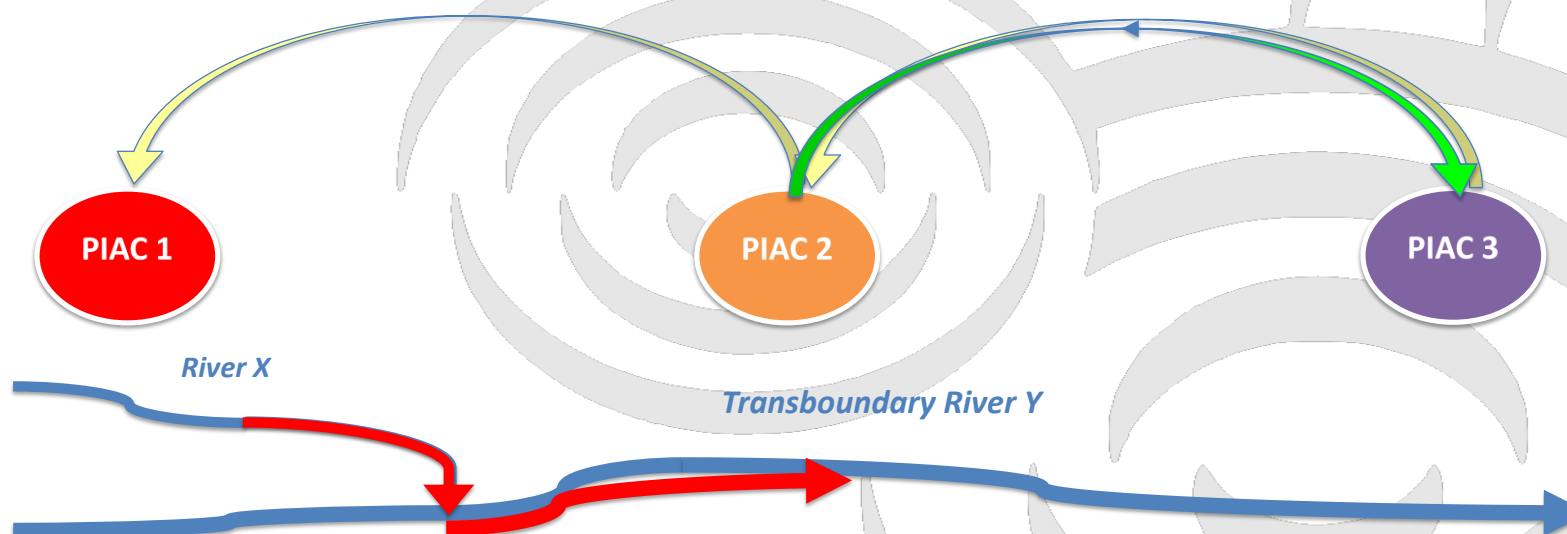 PIAC 1
PIAC 2
PIAC 3
River X
Transboundary River Y